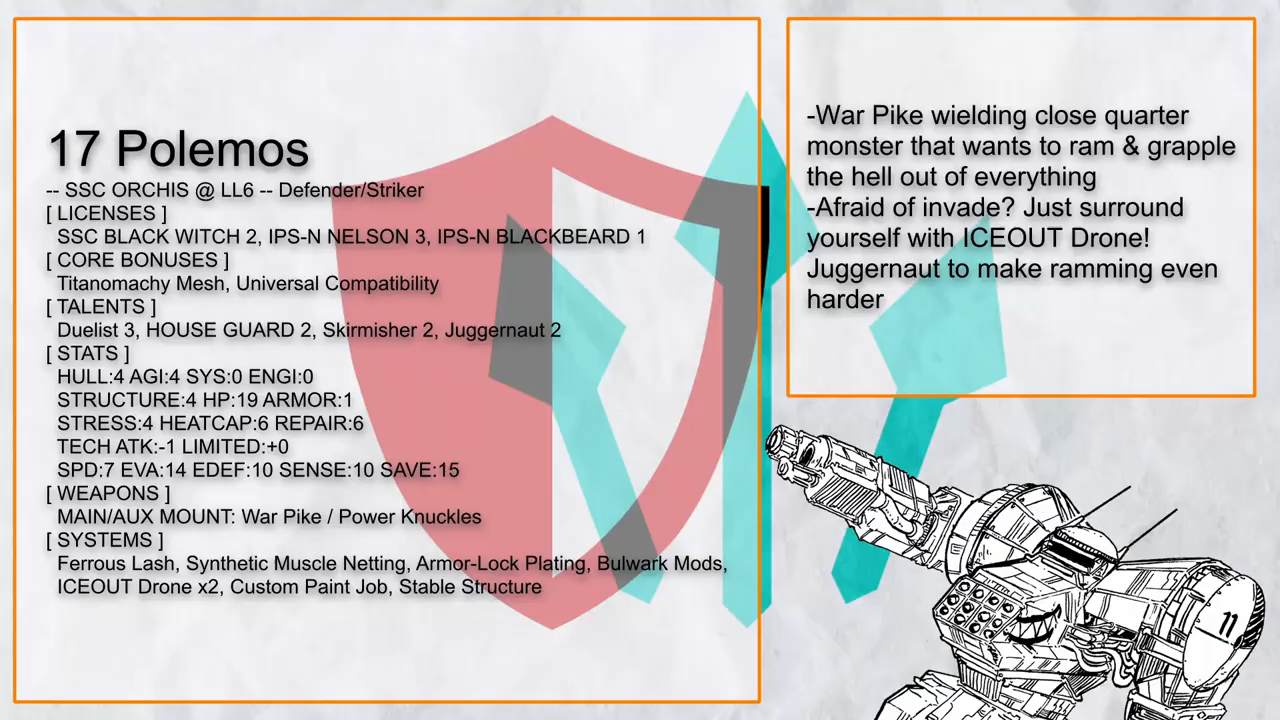 17 Polemos
-- SSC ORCHIS @ LL6 -- Defender/Striker
[ LICENSES ]
SSC BLACK WITCH 2, IPS-N NELSON 3, IPS-N BLACKBEARD 1
[ CORE BONUSES ]
Titanomachy Mesh, Universal Compatibility
[ TALENTS ]
Duelist 3, HOUSE GUARD 2, Skirmisher 2, Juggernaut 2
[ STATS ]
HULL:4 AGI:4 SYS:0 ENGI:0
STRUCTURE:4 HP:19 ARMOR:1
STRESS:4 HEATCAP:6 REPAIR:6
TECH ATK:-1 LIMITED:+0
SPD:7 EVA:14 EDEF:10 SENSE:10 SAVE:15
[ WEAPONS ]
MAIN/AUX MOUNT: War Pike / Power Knuckles
[ SYSTEMS ]
Ferrous Lash, Synthetic Muscle Netting, Armor-Lock Plating, Bulwark Mods,
ICEOUT Drone x2, Custom Paint Job, Stable Structure
-War Pike wielding close quarter
monster that wants to ram & grapple
the hell out of everything
-Afraid of invade? Just surround
yourself with ICEOUT Drone!
Juggernaut to make ramming even
harder
11